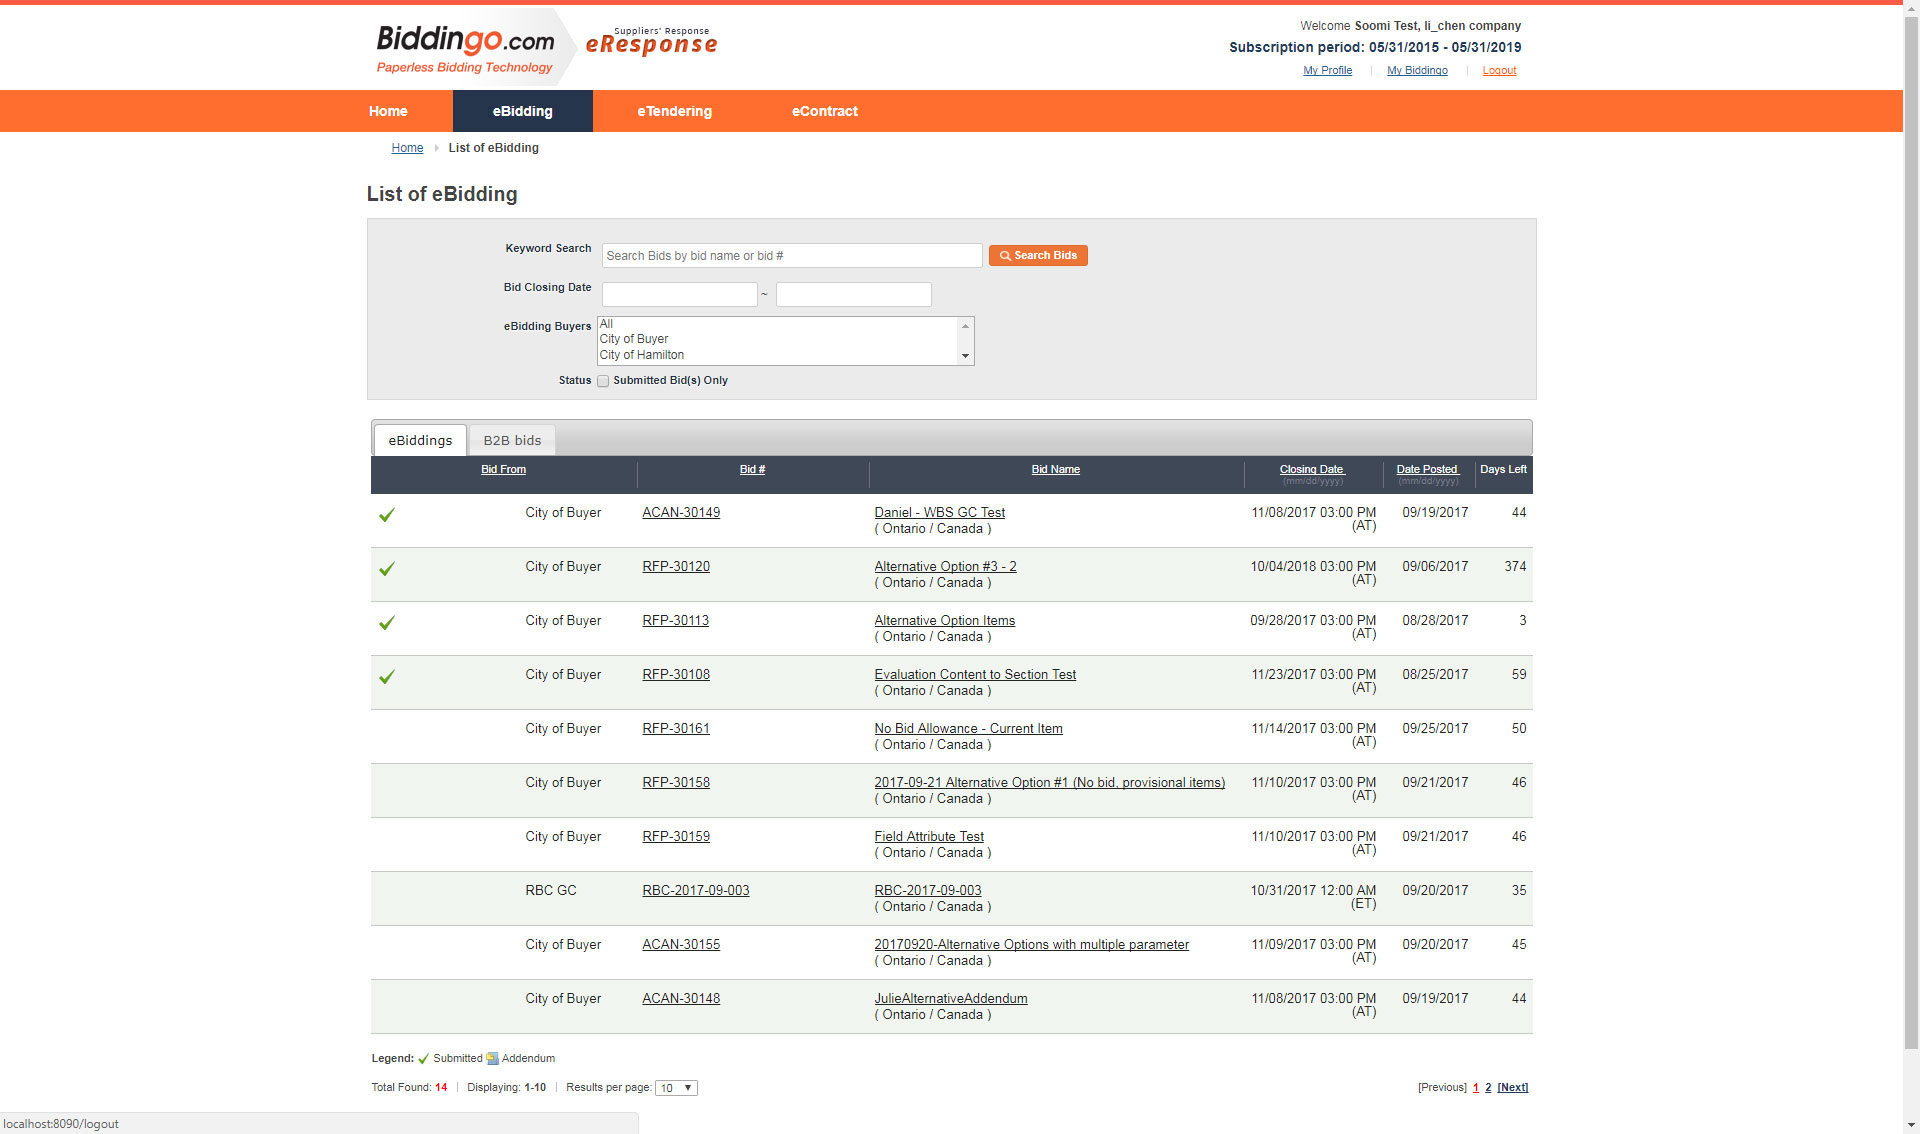 Biddingo.com
Paperless Bidding Technology
Suppliers' Response
eResponse
Welcome Soomi Test, li_chen company
Subscription period: 05/31/2015 - 05/31/2019
My Profile My Biddingo Logout
Home eBidding eTendering eContract
Home List of eBidding
List of eBidding
Keyword Search Search Bids by bid name or bid # Search Bids
Bid Closing Date ~
eBidding Buyers All
City of Buyer
City of Hamilton
Status Submitted Bid(s) Only
eBiddings B2B bids
Bid From Bid # Bid Name Closing Date Date Posted Days Left
(mm/dd/yyyy) (mm/dd/yyyy)
City of Buyer ACAN-30149 Daniel - WBS GC Test 11/08/2017 03:00 PM 09/19/2017 44
( Ontario / Canada ) (AT)
City of Buyer RFP-30120 Alternative Option #3 - 2 10/04/2018 03:00 PM 09/06/2017 374
( Ontario / Canada ) (AT)
City of Buyer RFP-30113 Alternative Option Items 09/28/2017 03:00 PM 08/28/2017 3
( Ontario / Canada ) (AT)
City of Buyer RFP-30108 Evaluation Content to Section Test 11/23/2017 03:00 PM 08/25/2017 59
( Ontario / Canada ) (AT)
City of Buyer RFP-30161 No Bid Allowance - Current Item 11/14/2017 03:00 PM 09/25/2017 50
( Ontario / Canada ) (AT)
City of Buyer RFP-30158 2017-09-21 Alternative Option #1 (No bid, provisional items) 11/10/2017 03:00 PM 09/21/2017 46
( Ontario / Canada ) (AT)
City of Buyer RFP-30159 Field Attribute Test 11/10/2017 03:00 PM 09/21/2017 46
( Ontario / Canada ) (AT)
RBC GC RBC-2017-09-003 RBC-2017-09-003 10/31/2017 12:00 AM 09/20/2017 35
( Ontario / Canada ) (ET)
City of Buyer ACAN-30155 20170920-Alternative Options with multiple parameter 11/09/2017 03:00 PM 09/20/2017 45
( Ontario / Canada ) (AT)
City of Buyer ACAN-30148 JulieAlternativeAddendum 11/08/2017 03:00 PM 09/19/2017 44
( Ontario / Canada ) (AT)
Legend: Submitted Addendum
Total Found: 14 Displaying: 1-10 Results per page: 10 [Previous] 1 2 [Next]
localhost:8090/logout